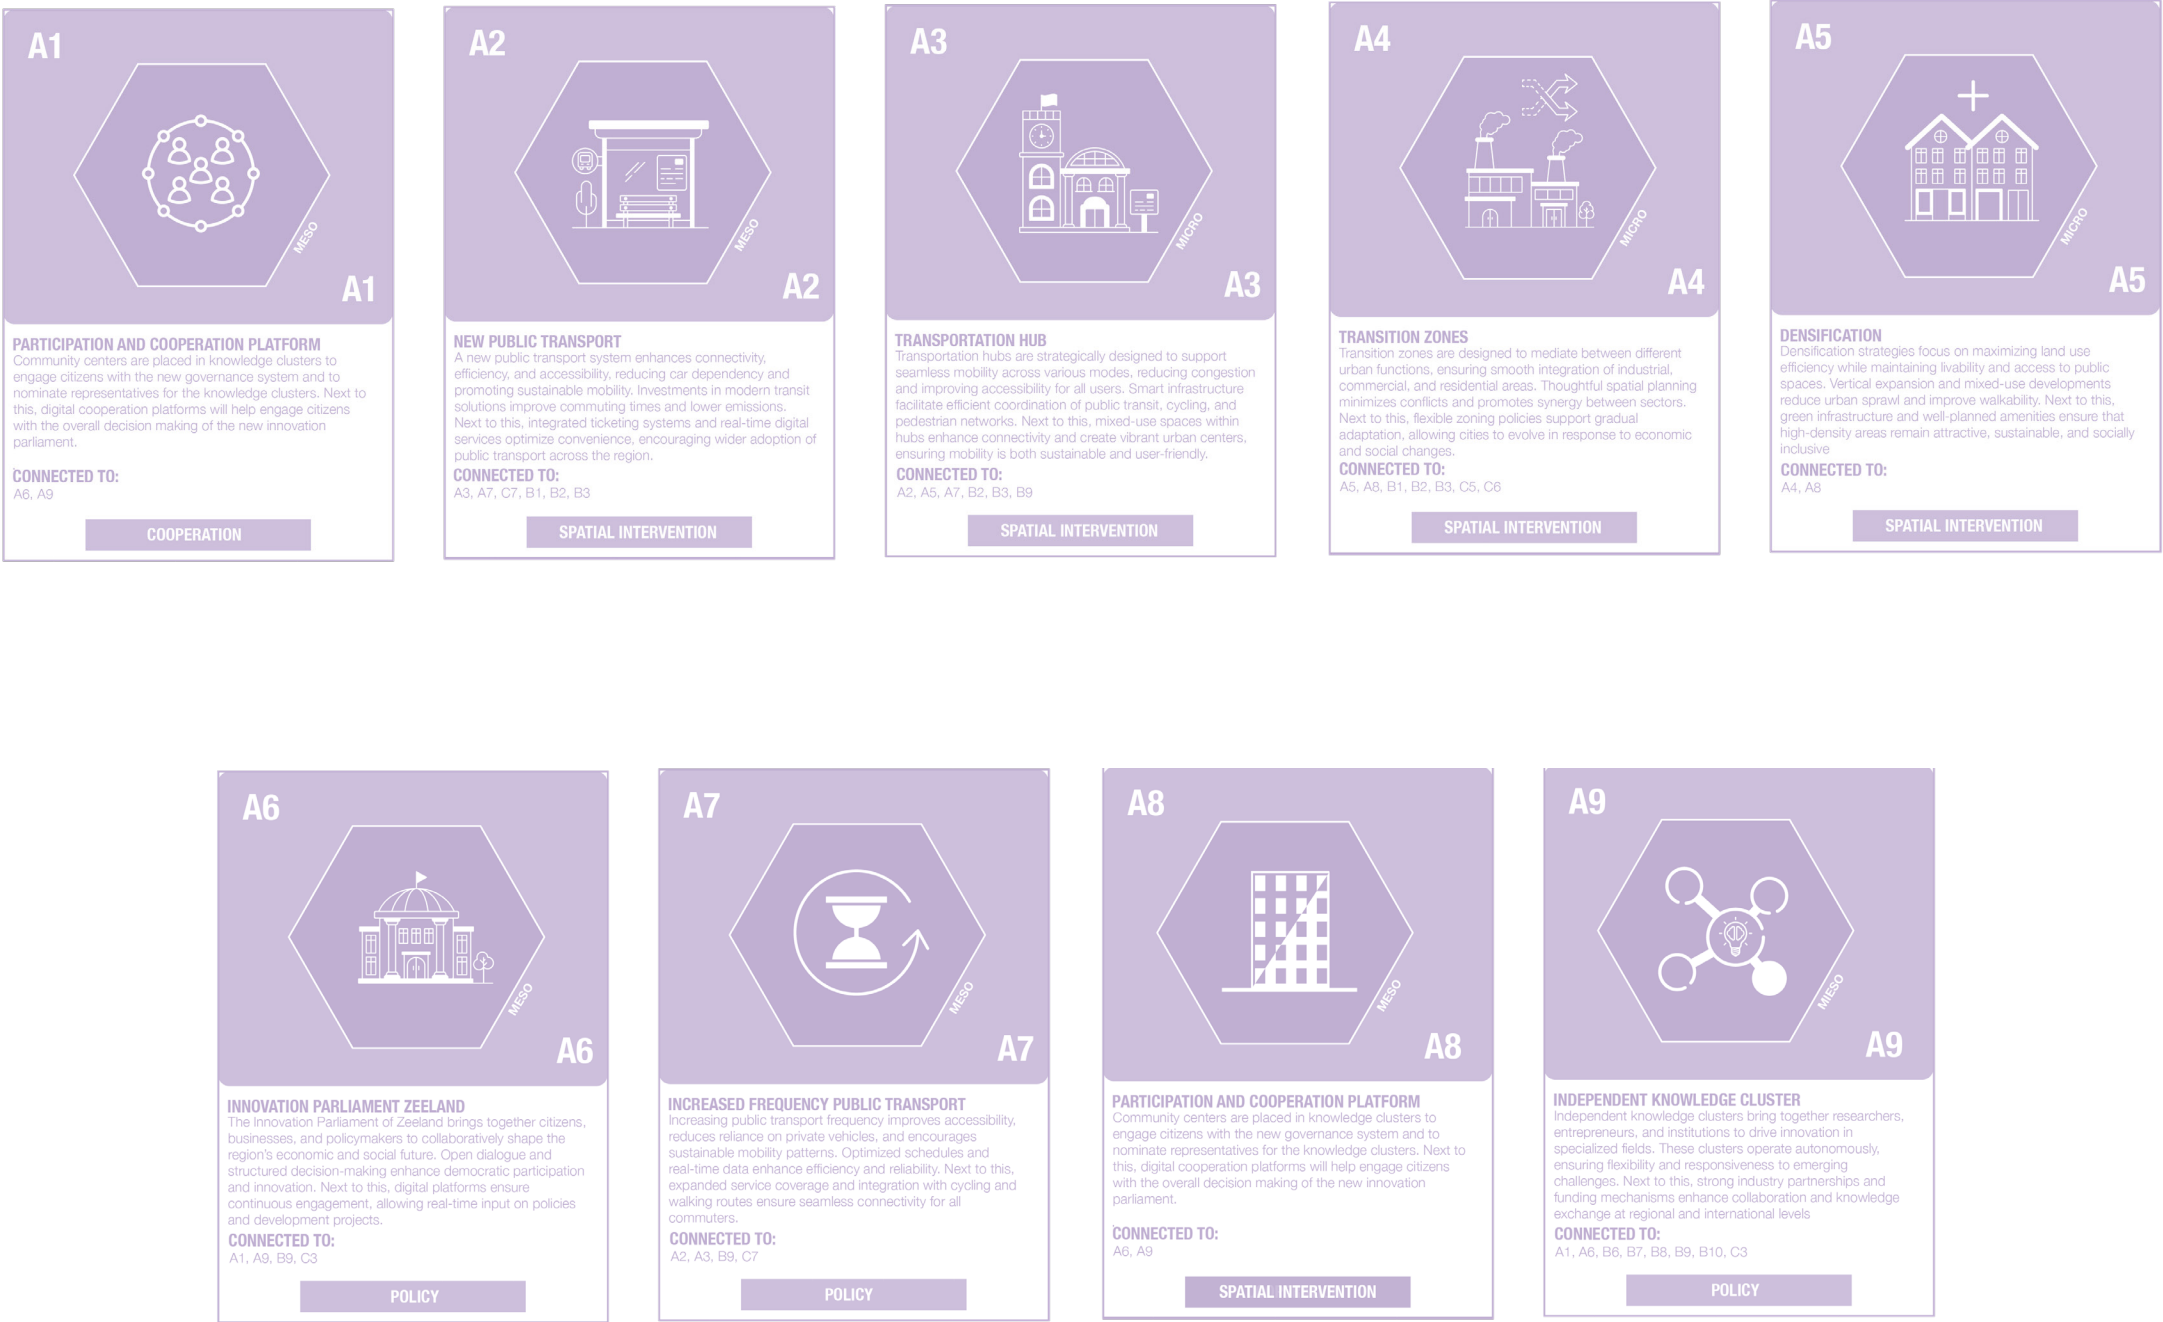 A1
MESO
A1
PARTICIPATION AND COOPERATION PLATFORM
Community centers are placed in knowledge clusters to
engage citizens with the new governance system and to
nominate representatives for the knowledge clusters. Next to
this, digital cooperation platforms will help engage citizens
with the overall decision making of the new innovation
parliament.
CONNECTED TO:
A6, A9
COOPERATION
A2
MESO
A2
NEW PUBLIC TRANSPORT
A new public transport system enhances connectivity,
efficiency, and accessibility, reducing car dependency and
promoting sustainable mobility. Investments in modern transit
solutions improve commuting times and lower emissions.
Next to this, integrated ticketing systems and real-time digital
services optimize convenience, encouraging wider adoption of
public transport across the region.
CONNECTED TO:
A3, A7, C7, B1, B2, B3
SPATIAL INTERVENTION
A3
MICRO
A3
TRANSPORTATION HUB
Transportation hubs are strategically designed to support
seamless mobility across various modes, reducing congestion
and improving accessibility for all users. Smart infrastructure
facilitate efficient coordination of public transit, cycling, and
pedestrian networks. Next to this, mixed-use spaces within
hubs enhance connectivity and create vibrant urban centers,
ensuring mobility is both sustainable and user-friendly.
CONNECTED TO:
A2, A5, A7, B2, B3, B9
SPATIAL INTERVENTION
A4
MICRO
A4
TRANSITION ZONES
Transition zones are designed to mediate between different
urban functions, ensuring smooth integration of industrial,
commercial, and residential areas. Thoughtful spatial planning
minimizes conflicts and promotes synergy between sectors.
Next to this, flexible zoning policies support gradual
adaptation, allowing cities to evolve in response to economic
and social changes.
CONNECTED TO:
A5, A8, B1, B2, B3, C5, C6
SPATIAL INTERVENTION
A5
MICRO
A5
DENSIFICATION
Densification strategies focus on maximizing land use
efficiency while maintaining livability and access to public
spaces. Vertical expansion and mixed-use developments
reduce urban sprawl and improve walkability. Next to this,
green infrastructure and well-planned amenities ensure that
high-density areas remain attractive, sustainable, and socially
inclusive
CONNECTED TO:
A4, A8
SPATIAL INTERVENTION
A6
MESO
A6
INNOVATION PARLIAMENT ZEELAND
The Innovation Parliament of Zeeland brings together citizens,
businesses, and policymakers to collaboratively shape the
region's economic and social future. Open dialogue and
structured decision-making enhance democratic participation
and innovation. Next to this, digital platforms ensure
continuous engagement, allowing real-time input on policies
and development projects.
CONNECTED TO:
A1, A9, B9, C3
POLICY
A7
MESO
A7
INCREASED FREQUENCY PUBLIC TRANSPORT
Increasing public transport frequency improves accessibility,
reduces reliance on private vehicles, and encourages
sustainable mobility patterns. Optimized schedules and
real-time data enhance efficiency and reliability. Next to this,
expanded service coverage and integration with cycling and
walking routes ensure seamless connectivity for all
commuters.
CONNECTED TO:
A2, A3, B9, C7
POLICY
A8
MESO
A8
PARTICIPATION AND COOPERATION PLATFORM
Community centers are placed in knowledge clusters to
engage citizens with the new governance system and to
nominate representatives for the knowledge clusters. Next to
this, digital cooperation platforms will help engage citizens
with the overall decision making of the new innovation
parliament.
CONNECTED TO:
A6, A9
SPATIAL INTERVENTION
A9
MIESO
A9
INDEPENDENT KNOWLEDGE CLUSTER
Independent knowledge clusters bring together researchers,
entrepreneurs, and institutions to drive innovation in
specialized fields. These clusters operate autonomously,
ensuring flexibility and responsiveness to emerging
challenges. Next to this, strong industry partnerships and
funding mechanisms enhance collaboration and knowledge
exchange at regional and international levels
CONNECTED TO:
A1, A6, B6, B7, B8, B9, B10, C3
POLICY